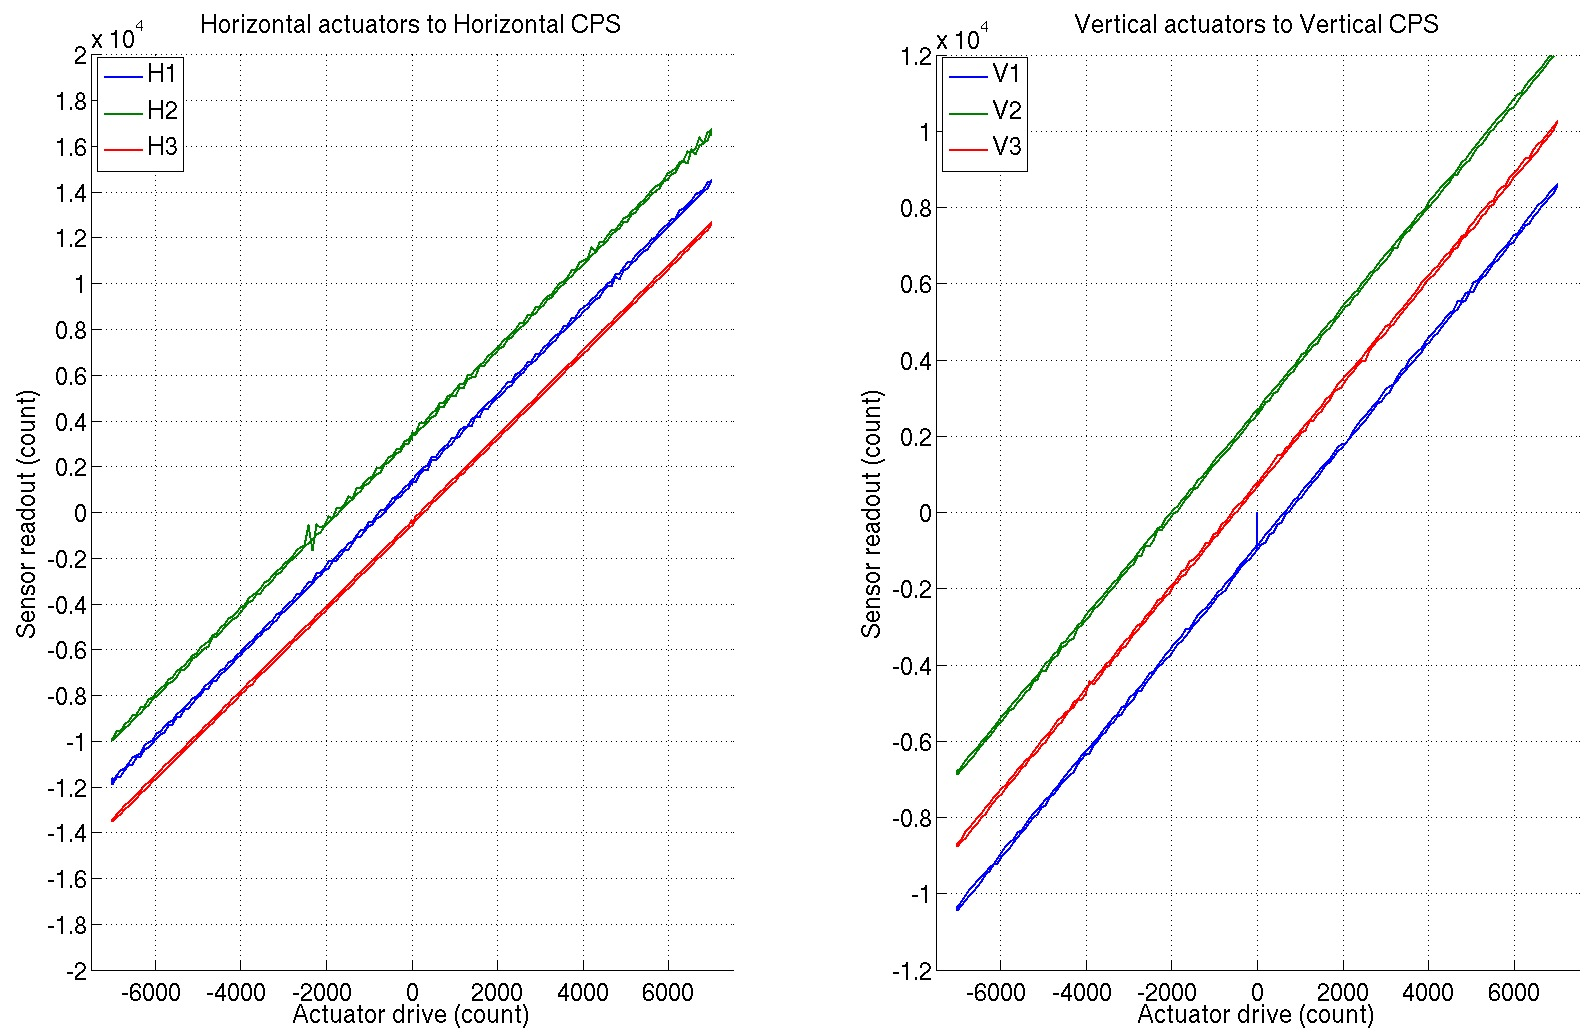 Horizontal actuators to Horizontal CPS
x 10^4
2
1.8
1.6
1.4
1.2
1
0.8
0.6
0.4
0.2
0
-0.2
-0.4
-0.6
-0.8
-1
-1.2
-1.4
-1.6
-1.8
-2
H1
H2
H3
Sensor readout (count)
-6000 -4000 -2000 0 2000 4000 6000
Actuator drive (count)
Vertical actuators to Vertical CPS
x 10^4
1.2
1
0.8
0.6
0.4
0.2
0
-0.2
-0.4
-0.6
-0.8
-1
-1.2
V1
V2
V3
Sensor readout (count)
-6000 -4000 -2000 0 2000 4000 6000
Actuator drive (count)